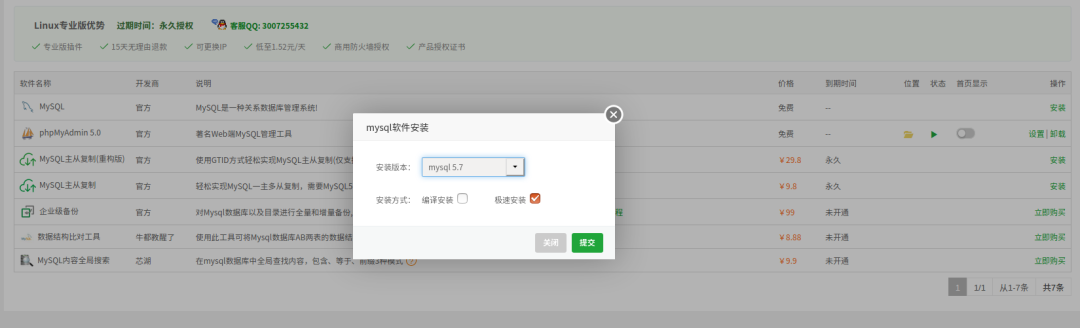 Linux专业版优势 过期时间：永久授权 客服QQ: 3007255432
专业版插件 15天无理由退款 可更换IP 低至1.52元/天 商用防火墙授权 产品授权证书
软件名称 开发商 说明 价格 到期时间 位置 状态 首页显示 操作
MySQL 官方 MySQL是一种关系数据库管理系统! 免费 -- 安装
phpMyAdmin 5.0 官方 著名Web端MySQL管理工具 免费 -- 设置 | 卸载
MySQL主从复制(重构版) 官方 使用GTID方式轻松实现MySQL主从复制(仅支 ￥29.8 永久 安装
MySQL主从复制 官方 轻松实现MySQL一主多从复制，需要MySQL5 ￥9.8 永久 安装
企业级备份 官方 对Mysql数据库以及目录进行全量和增量备份, 程 ￥99 未开通 立即购买
数据结构比对工具 牛都教醒了 使用此工具可将Mysql数据库AB两表的数据结 ￥8.88 未开通 立即购买
MySQL内容全局搜索 芯湖 在mysql数据库中全局查找内容，包含、等于、前缀3种模式 ￥9.9 未开通 立即购买
1 1/1 从1-7条 共7条
mysql软件安装
安装版本： mysql 5.7
安装方式： 编译安装 极速安装
关闭 提交